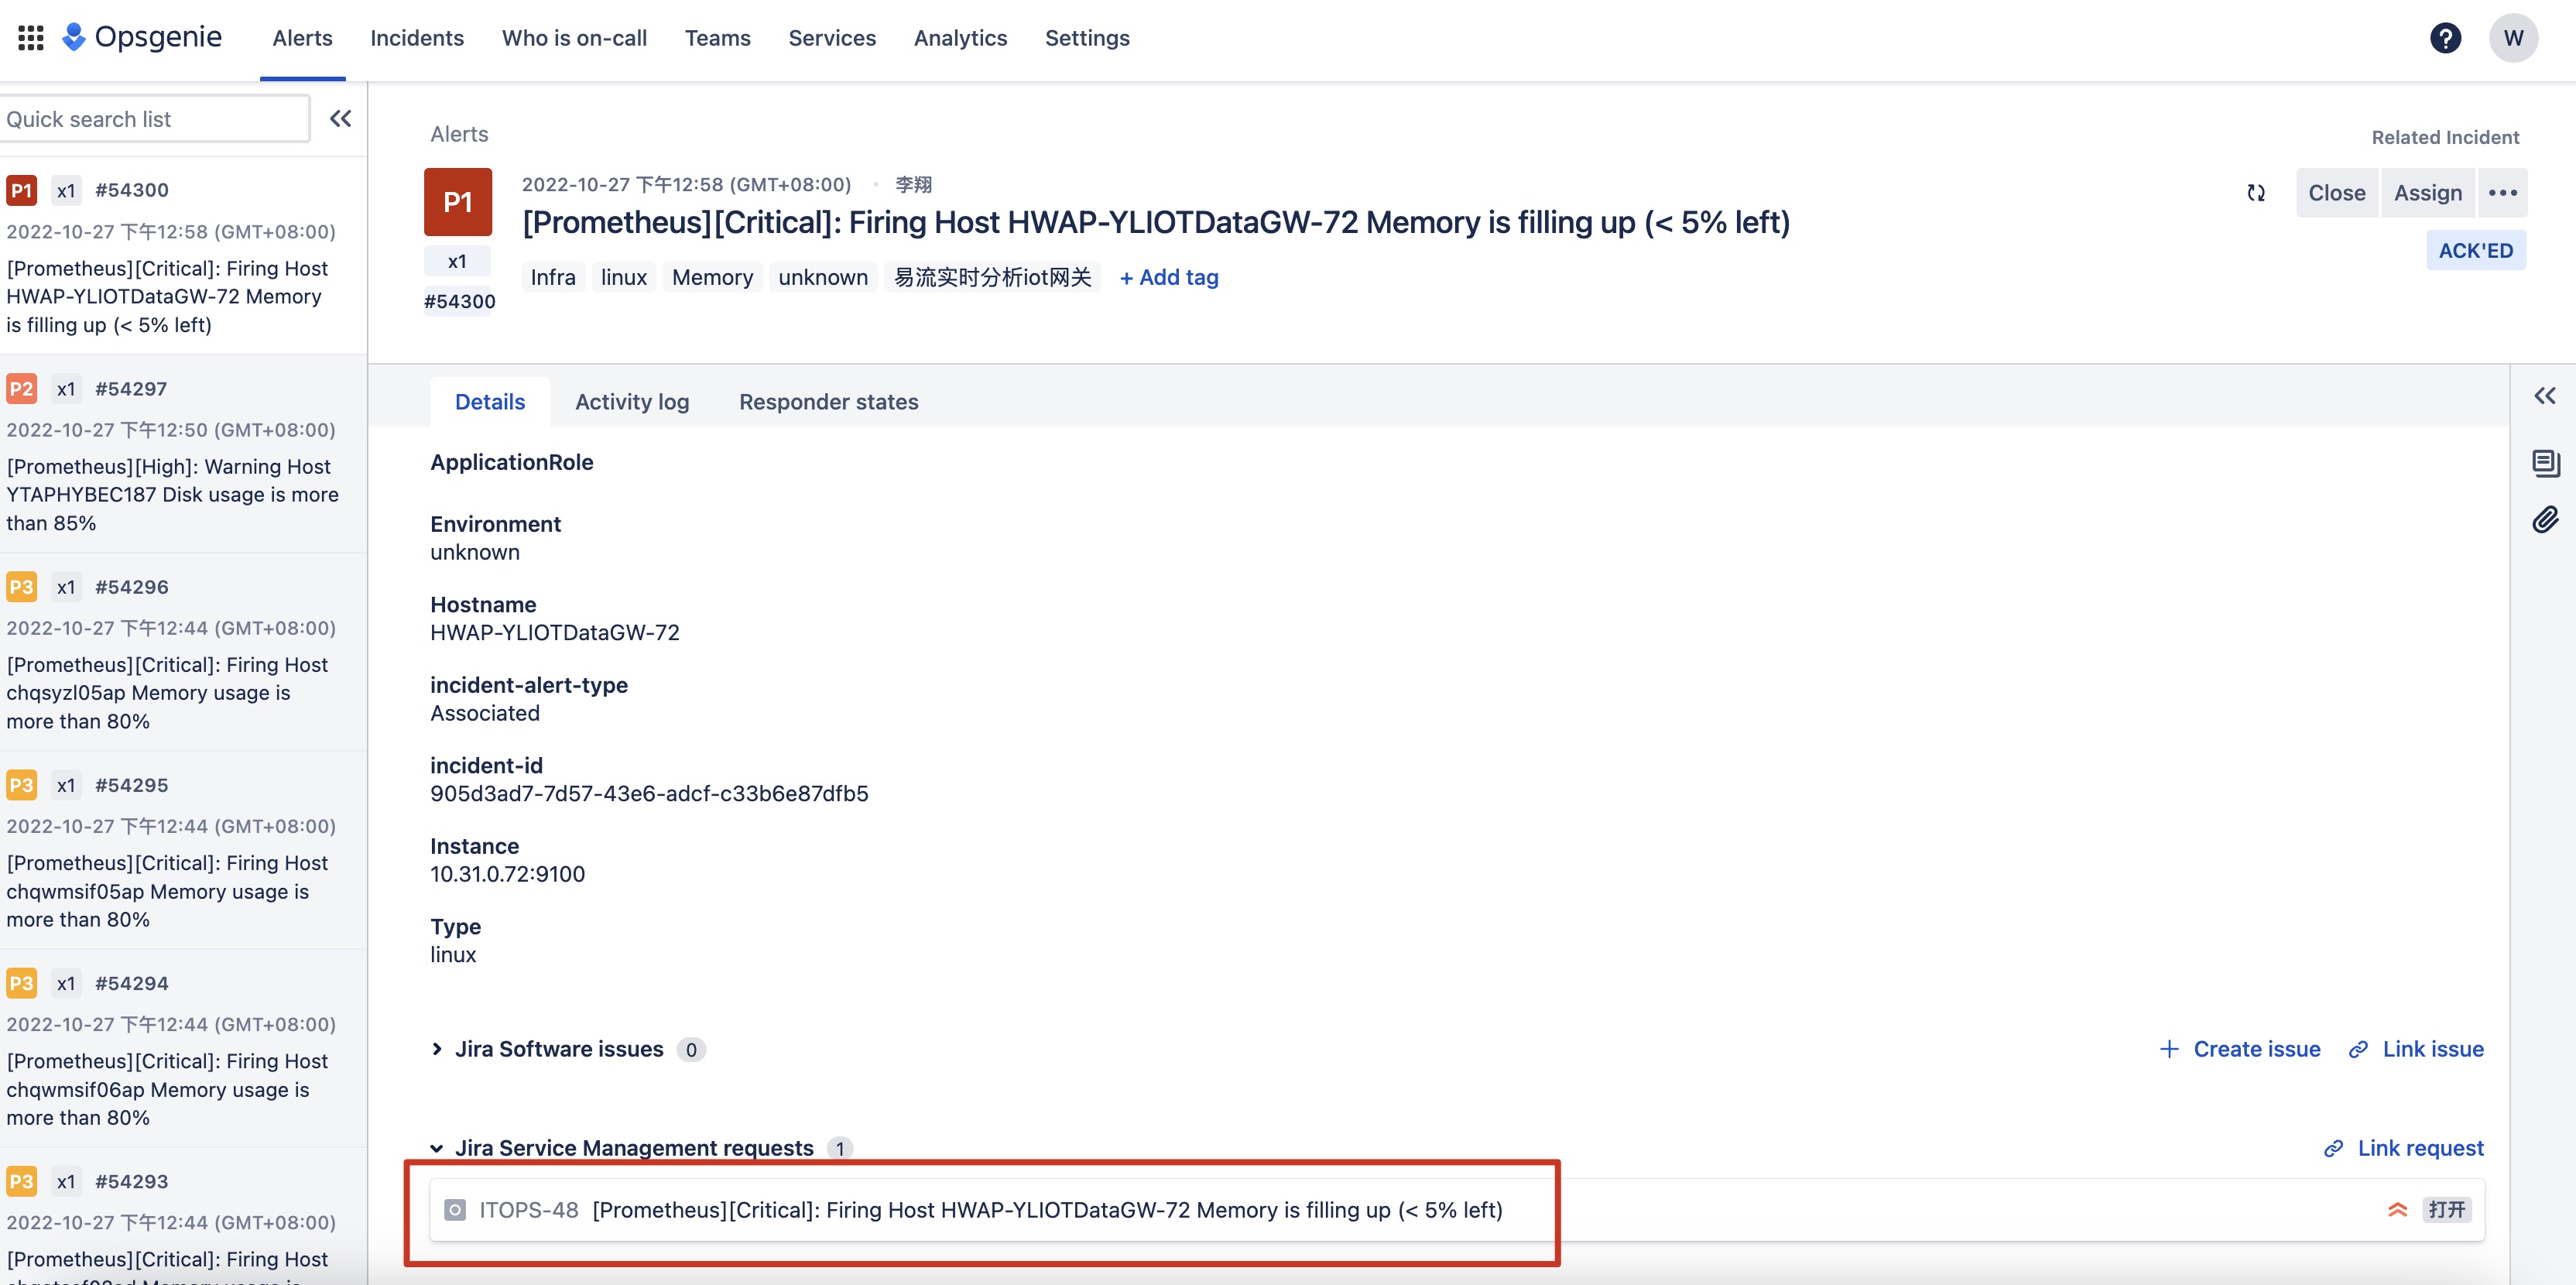 Opsgenie Alerts Incidents Who is on-call Teams Services Analytics Settings ? W
Quick search list
P1 x1 #54300
2022-10-27 下午12:58 (GMT+08:00)
[Prometheus][Critical]: Firing Host
HWAP-YLIOTDataGW-72 Memory
is filling up (< 5% left)
P2 x1 #54297
2022-10-27 下午12:50 (GMT+08:00)
[Prometheus][High]: Warning Host
YTAPHYBEC187 Disk usage is more
than 85%
P3 x1 #54296
2022-10-27 下午12:44 (GMT+08:00)
[Prometheus][Critical]: Firing Host
chqsyzl05ap Memory usage is
more than 80%
P3 x1 #54295
2022-10-27 下午12:44 (GMT+08:00)
[Prometheus][Critical]: Firing Host
chqwmsif05ap Memory usage is
more than 80%
P3 x1 #54294
2022-10-27 下午12:44 (GMT+08:00)
[Prometheus][Critical]: Firing Host
chqwmsif06ap Memory usage is
more than 80%
P3 x1 #54293
2022-10-27 下午12:44 (GMT+08:00)
[Prometheus][Critical]: Firing Host
Alerts
Related Incident
P1
x1
#54300
2022-10-27 下午12:58 (GMT+08:00) • 李翔
[Prometheus][Critical]: Firing Host HWAP-YLIOTDataGW-72 Memory is filling up (< 5% left)
Infra linux Memory unknown 易流实时分析iot网关 + Add tag
Close Assign •••
ACK'ED
Details Activity log Responder states
ApplicationRole
Environment
unknown
Hostname
HWAP-YLIOTDataGW-72
incident-alert-type
Associated
incident-id
905d3ad7-7d57-43e6-adcf-c33b6e87dfb5
Instance
10.31.0.72:9100
Type
linux
Jira Software issues 0
+ Create issue Link issue
Jira Service Management requests 1
Link request
ITOPS-48 [Prometheus][Critical]: Firing Host HWAP-YLIOTDataGW-72 Memory is filling up (< 5% left) 打开